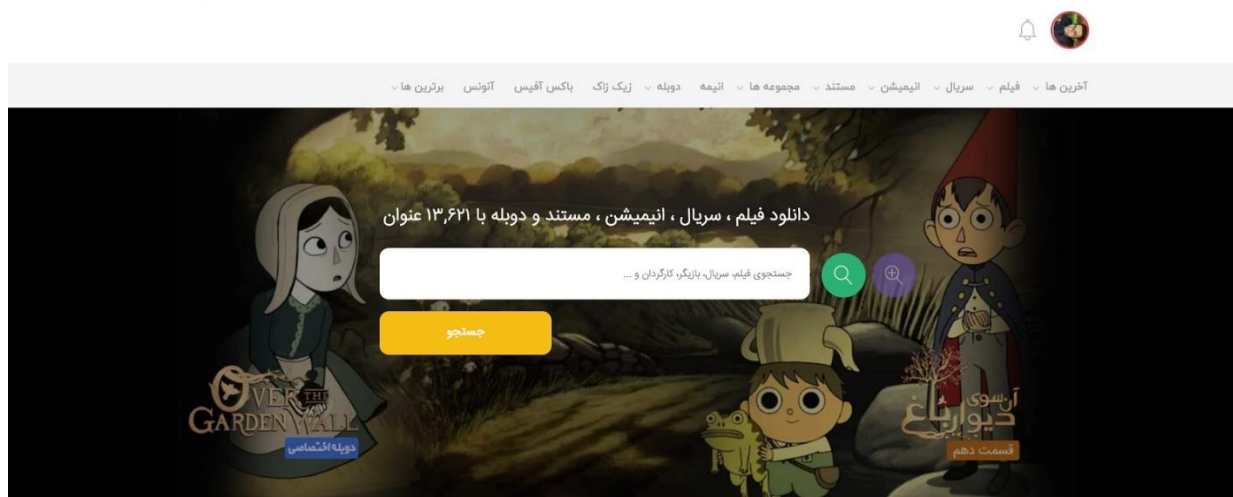 آخرین ها فیلم سریال انیمیشن مستند مجموعه ها انیمه دوبله زیک زاک باکس آفیس آنونس برترین ها
دانلود فیلم ، سریال ، انیمیشن ، مستند و دوبله با ۱۳,۶۲۱ عنوان
جستجوی فیلم، سریال، بازیگر، کارگردان و ...
جستجو
آن سوی
دیوار باغ
قسمت دهم
OVER THE
GARDEN WALL
دوبله اختصاصی